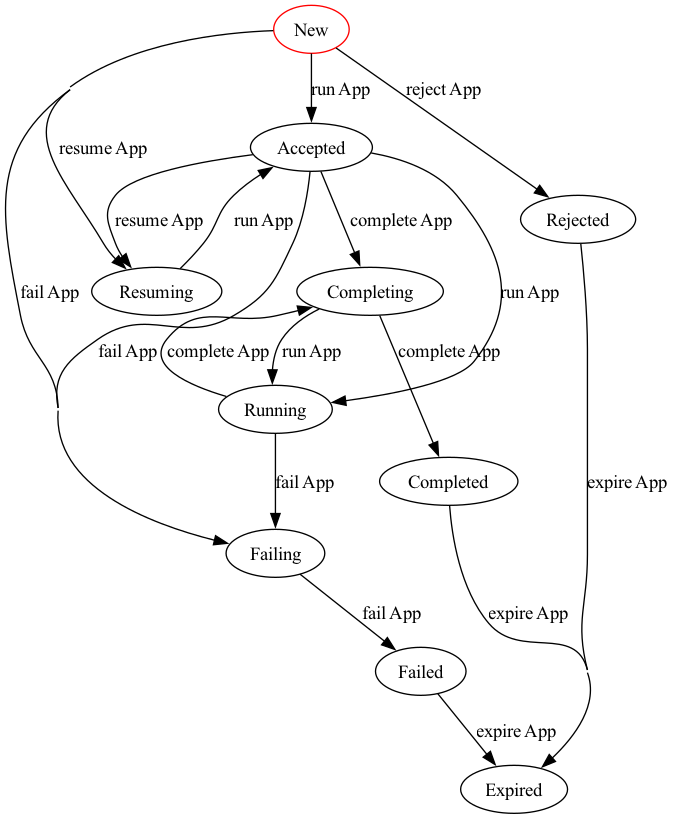 New
run App
reject App
resume App
Accepted
resume App
run App
complete App
Rejected
Resuming
Completing
fail App
run App
fail App
complete App
run App
complete App
Running
fail App
Completed
expire App
Failing
fail App
expire App
Failed
expire App
Expired